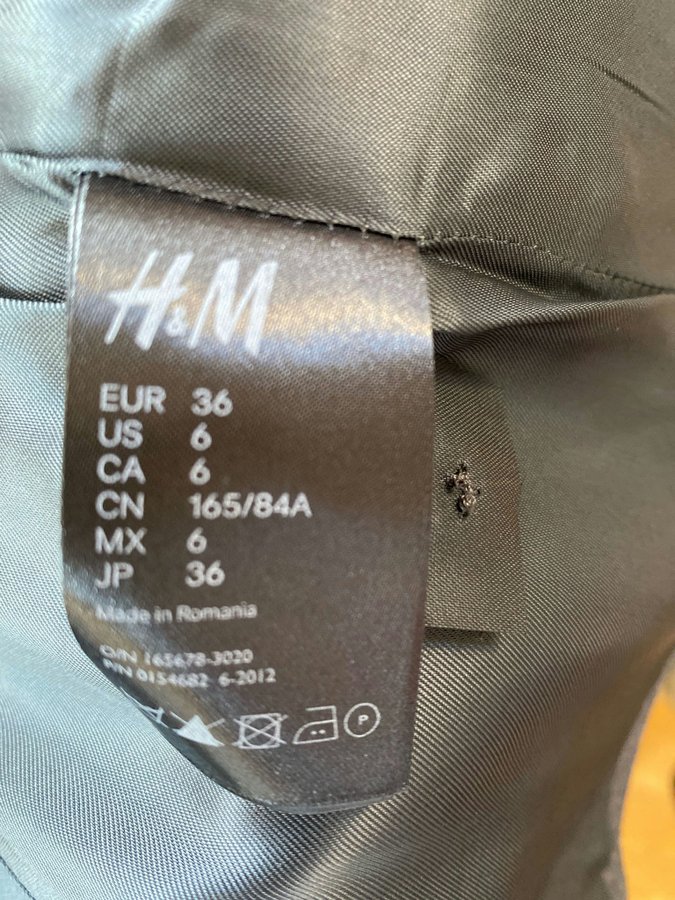 H&M
EUR 36
US 6
CA 6
CN 165/84A
MX 6
JP 36
Made in Romania
O/N 165678-3020
P/N 0154682 6-2012
P